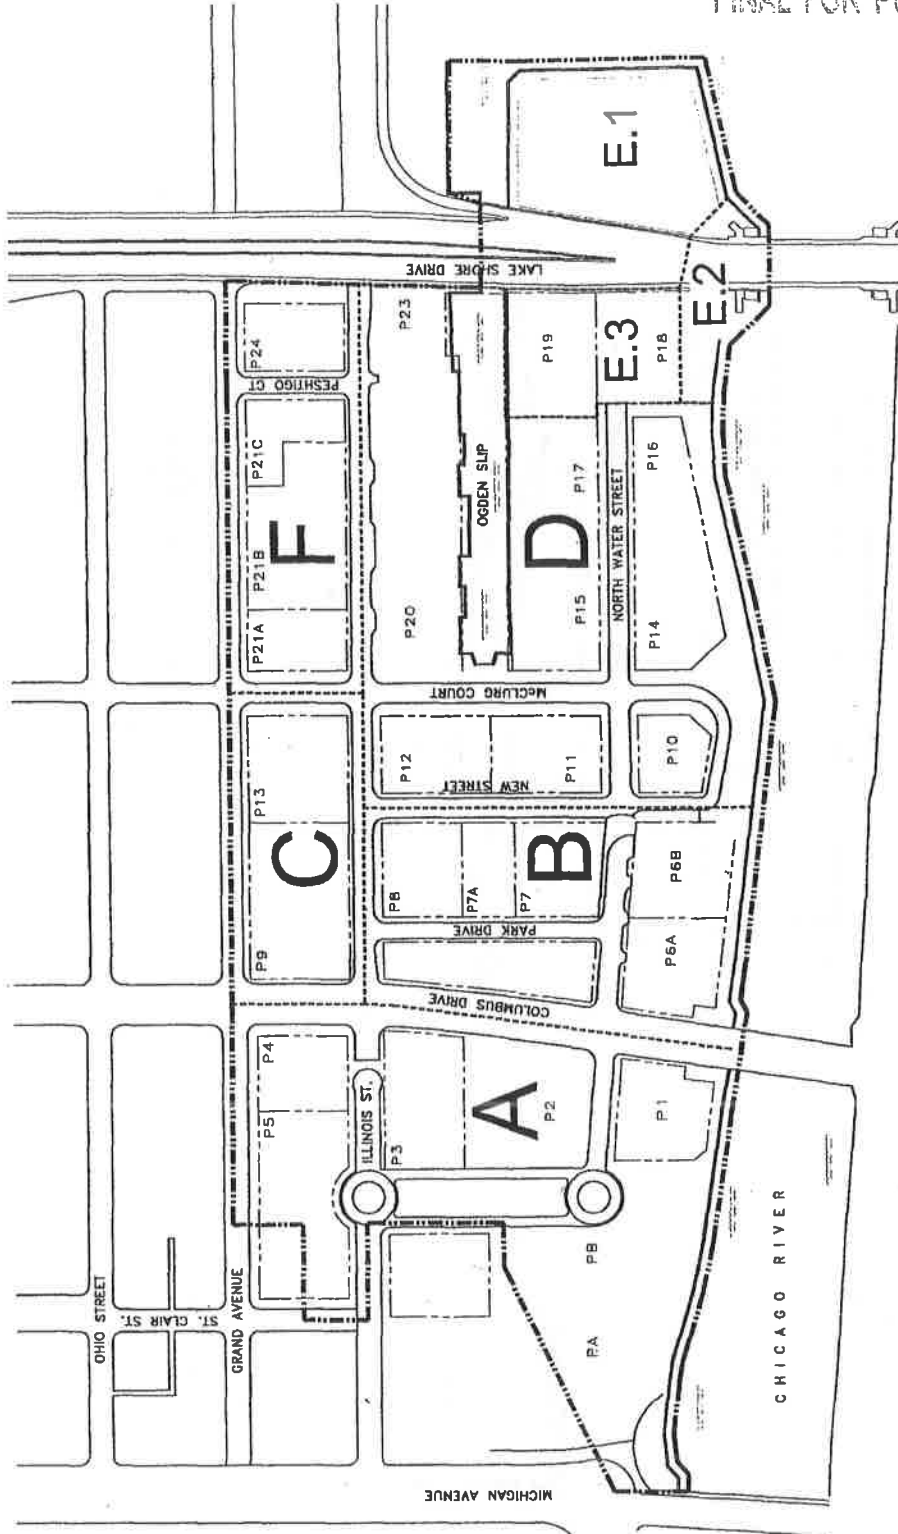 FINAL FOR
E.1
LAKE SHORE DRIVE
E.2
P23
P19
E.3
P18
P24
PESHTIGO CT
P21C
F
P21B
P21A
OGDEN SLIP
P17
D
P15
P20
NORTH WATER STREET
P16
P14
McCLURG COURT
P12
P11
NEW STREET
P10
P13
C
P9
P8
P7A
P7
B
P6B
P6A
PARK DRIVE
COLUMBUS DRIVE
P4
P5
ILLINOIS ST.
P3
A
P2
P1
PB
PA
OHIO STREET
ST. CLAIR ST.
GRAND AVENUE
MICHIGAN AVENUE
CHICAGO RIVER